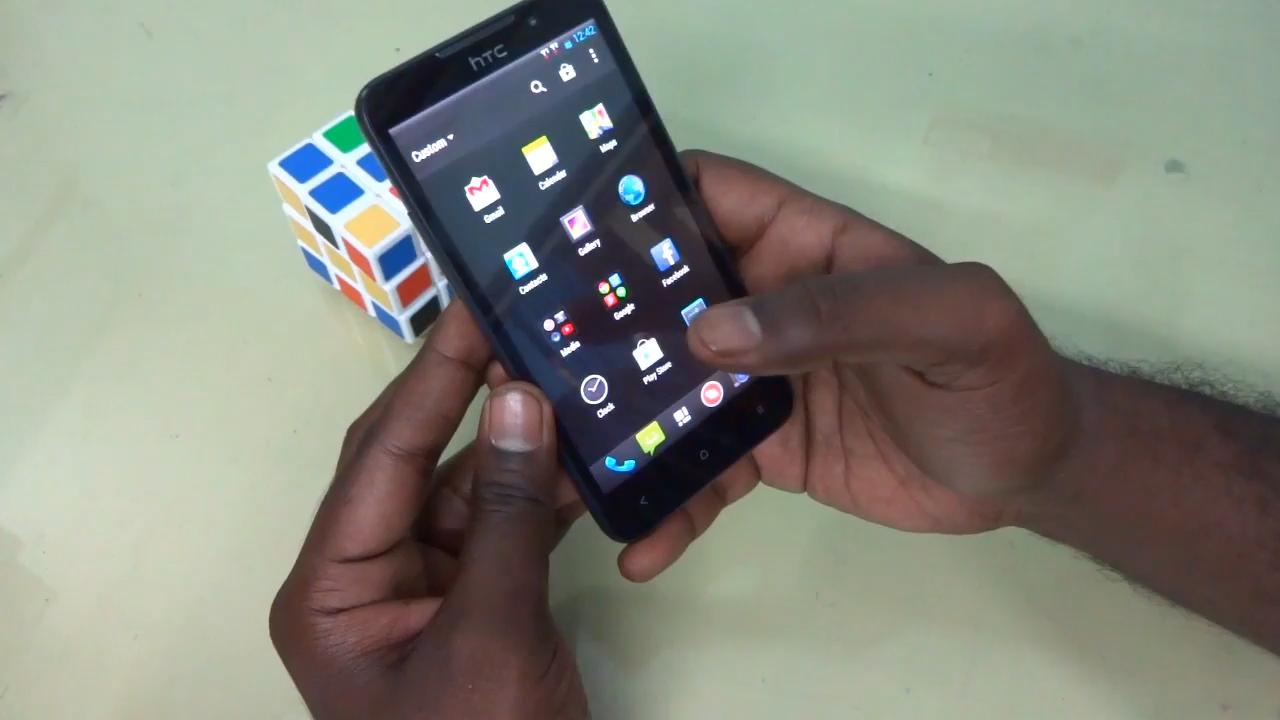 hTC
12:42
Custom
Gmail
Calendar
Maps
Contacts
Gallery
Browser
Media
Google
Facebook
Clock
Play Store